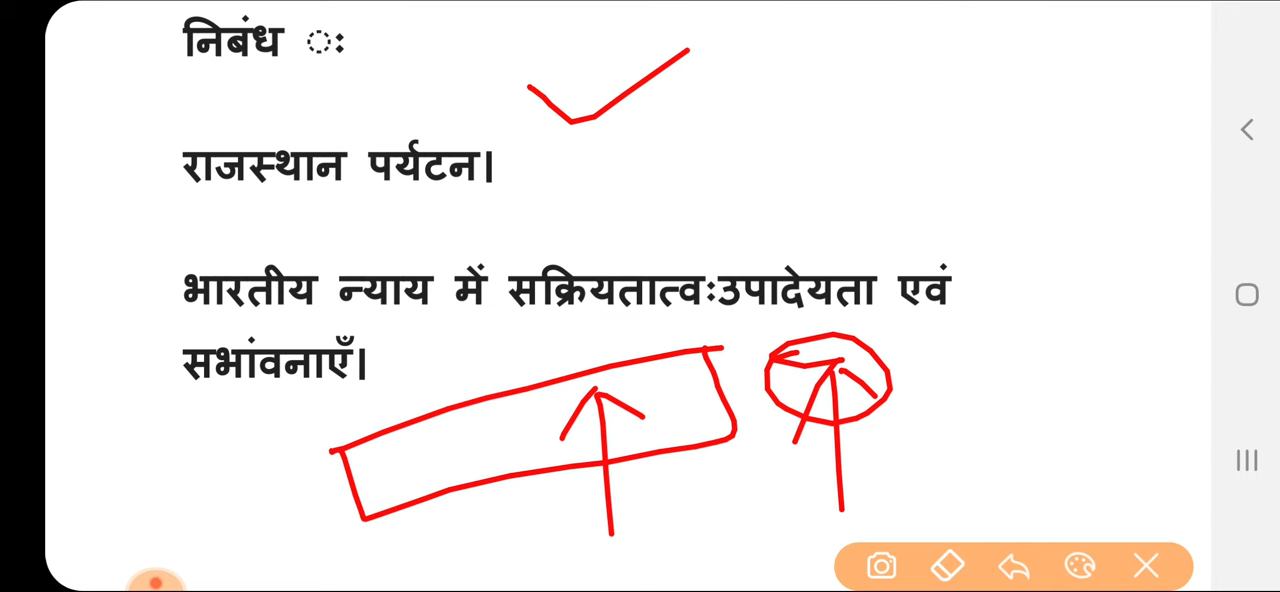 निबंध ः
राजस्थान पर्यटन।
भारतीय न्याय में सक्रियतात्वःउपादेयता एवं
सभांवनाएँ।